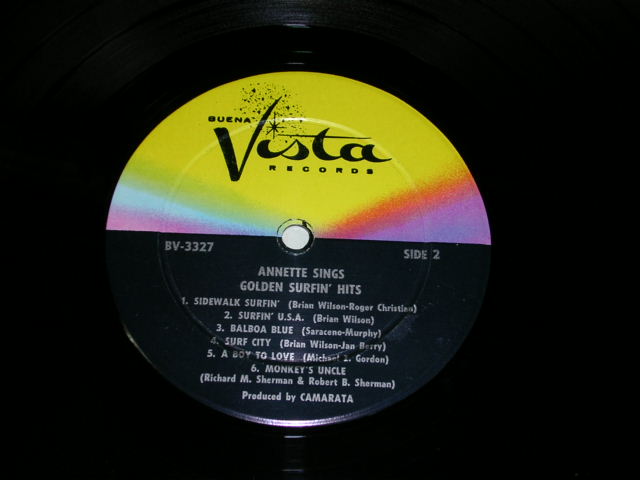 BUENA
Vista
RECORDS
BV-3327 SIDE 2
ANNETTE SINGS
GOLDEN SURFIN' HITS
1. SIDEWALK SURFIN' (Brian Wilson-Roger Christian)
2. SURFIN' U.S.A. (Brian Wilson)
3. BALBOA BLUE (Saraceno-Murphy)
4. SURF CITY (Brian Wilson-Jan Berry)
5. A BOY TO LOVE (Michael Z. Gordon)
6. MONKEY'S UNCLE
(Richard M. Sherman & Robert B. Sherman)
Produced by CAMARATA